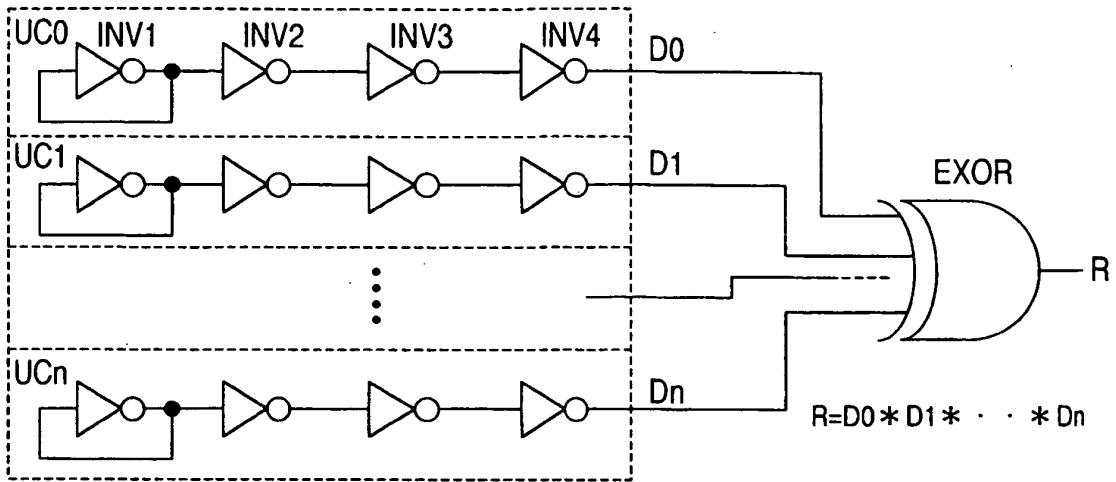 UC0 INV1 INV2 INV3 INV4 D0
UC1 D1
EXOR
R
UCn Dn
R=D0＊D1＊・・・＊Dn